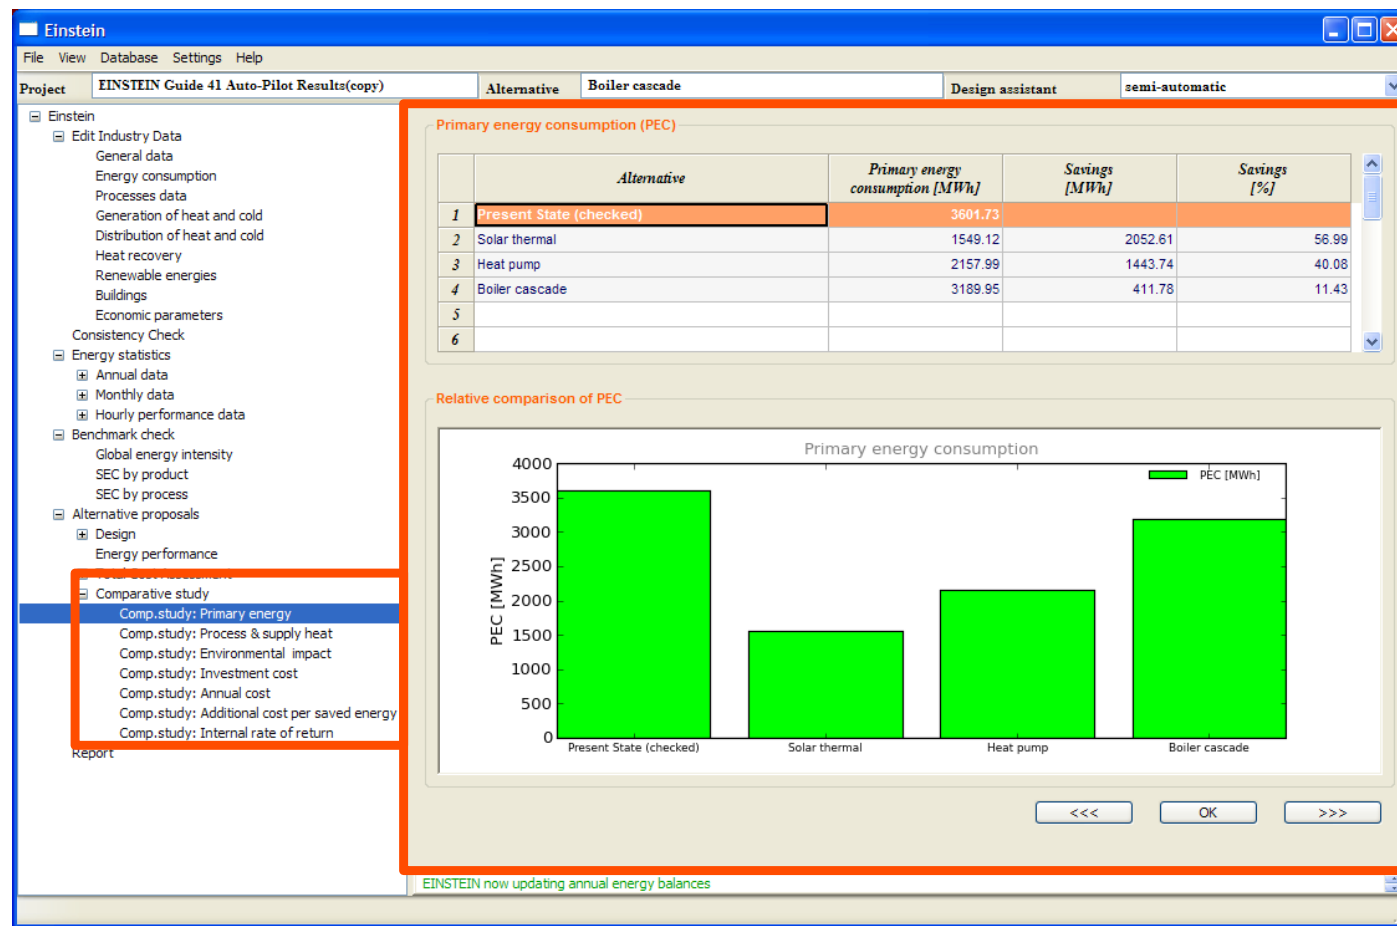 Einstein
File View Database Settings Help
Project EINSTEIN Guide 41 Auto-Pilot Results(copy) Alternative Boiler cascade Design assistant semi-automatic
Einstein
Edit Industry Data
General data
Energy consumption
Processes data
Generation of heat and cold
Distribution of heat and cold
Heat recovery
Renewable energies
Buildings
Economic parameters
Consistency Check
Energy statistics
Annual data
Monthly data
Hourly performance data
Benchmark check
Global energy intensity
SEC by product
SEC by process
Alternative proposals
Design
Energy performance
Total Cost Assessment
Comparative study
Comp.study: Primary energy
Comp.study: Process & supply heat
Comp.study: Environmental impact
Comp.study: Investment cost
Comp.study: Annual cost
Comp.study: Additional cost per saved energy
Comp.study: Internal rate of return
Report
Primary energy consumption (PEC)
Alternative Primary energy consumption [MWh] Savings [MWh] Savings [%]
1 Present State (checked) 3601.73
2 Solar thermal 1549.12 2052.61 56.99
3 Heat pump 2157.99 1443.74 40.08
4 Boiler cascade 3189.95 411.78 11.43
5
6
Relative comparison of PEC
Primary energy consumption
PEC [MWh]
4000
3500
3000
2500
2000
1500
1000
500
0
PEC [MWh]
Present State (checked) Solar thermal Heat pump Boiler cascade
<<< OK >>>
EINSTEIN now updating annual energy balances